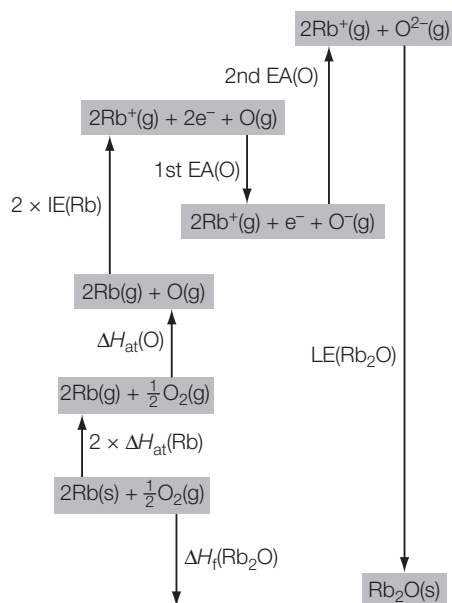 2Rb⁺(g) + O²⁻(g)
2nd EA(O)
2Rb⁺(g) + 2e⁻ + O(g)
1st EA(O)
2 × IE(Rb)
2Rb⁺(g) + e⁻ + O⁻(g)
2Rb(g) + O(g)
ΔHat(O)
LE(Rb₂O)
2Rb(g) + ½O₂(g)
2 × ΔHat(Rb)
2Rb(s) + ½O₂(g)
ΔHf(Rb₂O)
Rb₂O(s)